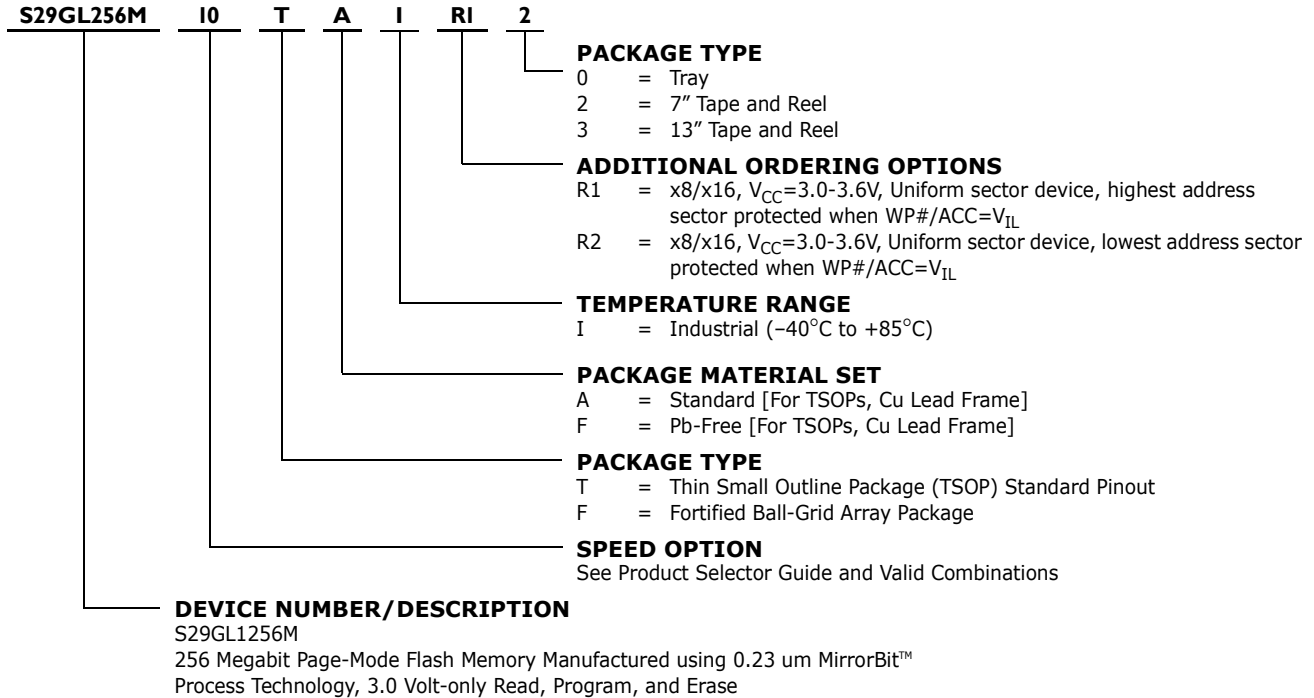 S29GL256M 10 T A I R1 2
PACKAGE TYPE
0 = Tray
2 = 7” Tape and Reel
3 = 13” Tape and Reel
ADDITIONAL ORDERING OPTIONS
R1 = x8/x16, VCC=3.0-3.6V, Uniform sector device, highest address
sector protected when WP#/ACC=VIL
R2 = x8/x16, VCC=3.0-3.6V, Uniform sector device, lowest address sector
protected when WP#/ACC=VIL
TEMPERATURE RANGE
I = Industrial (–40°C to +85°C)
PACKAGE MATERIAL SET
A = Standard [For TSOPs, Cu Lead Frame]
F = Pb-Free [For TSOPs, Cu Lead Frame]
PACKAGE TYPE
T = Thin Small Outline Package (TSOP) Standard Pinout
F = Fortified Ball-Grid Array Package
SPEED OPTION
See Product Selector Guide and Valid Combinations
DEVICE NUMBER/DESCRIPTION
S29GL1256M
256 Megabit Page-Mode Flash Memory Manufactured using 0.23 um MirrorBit™
Process Technology, 3.0 Volt-only Read, Program, and Erase